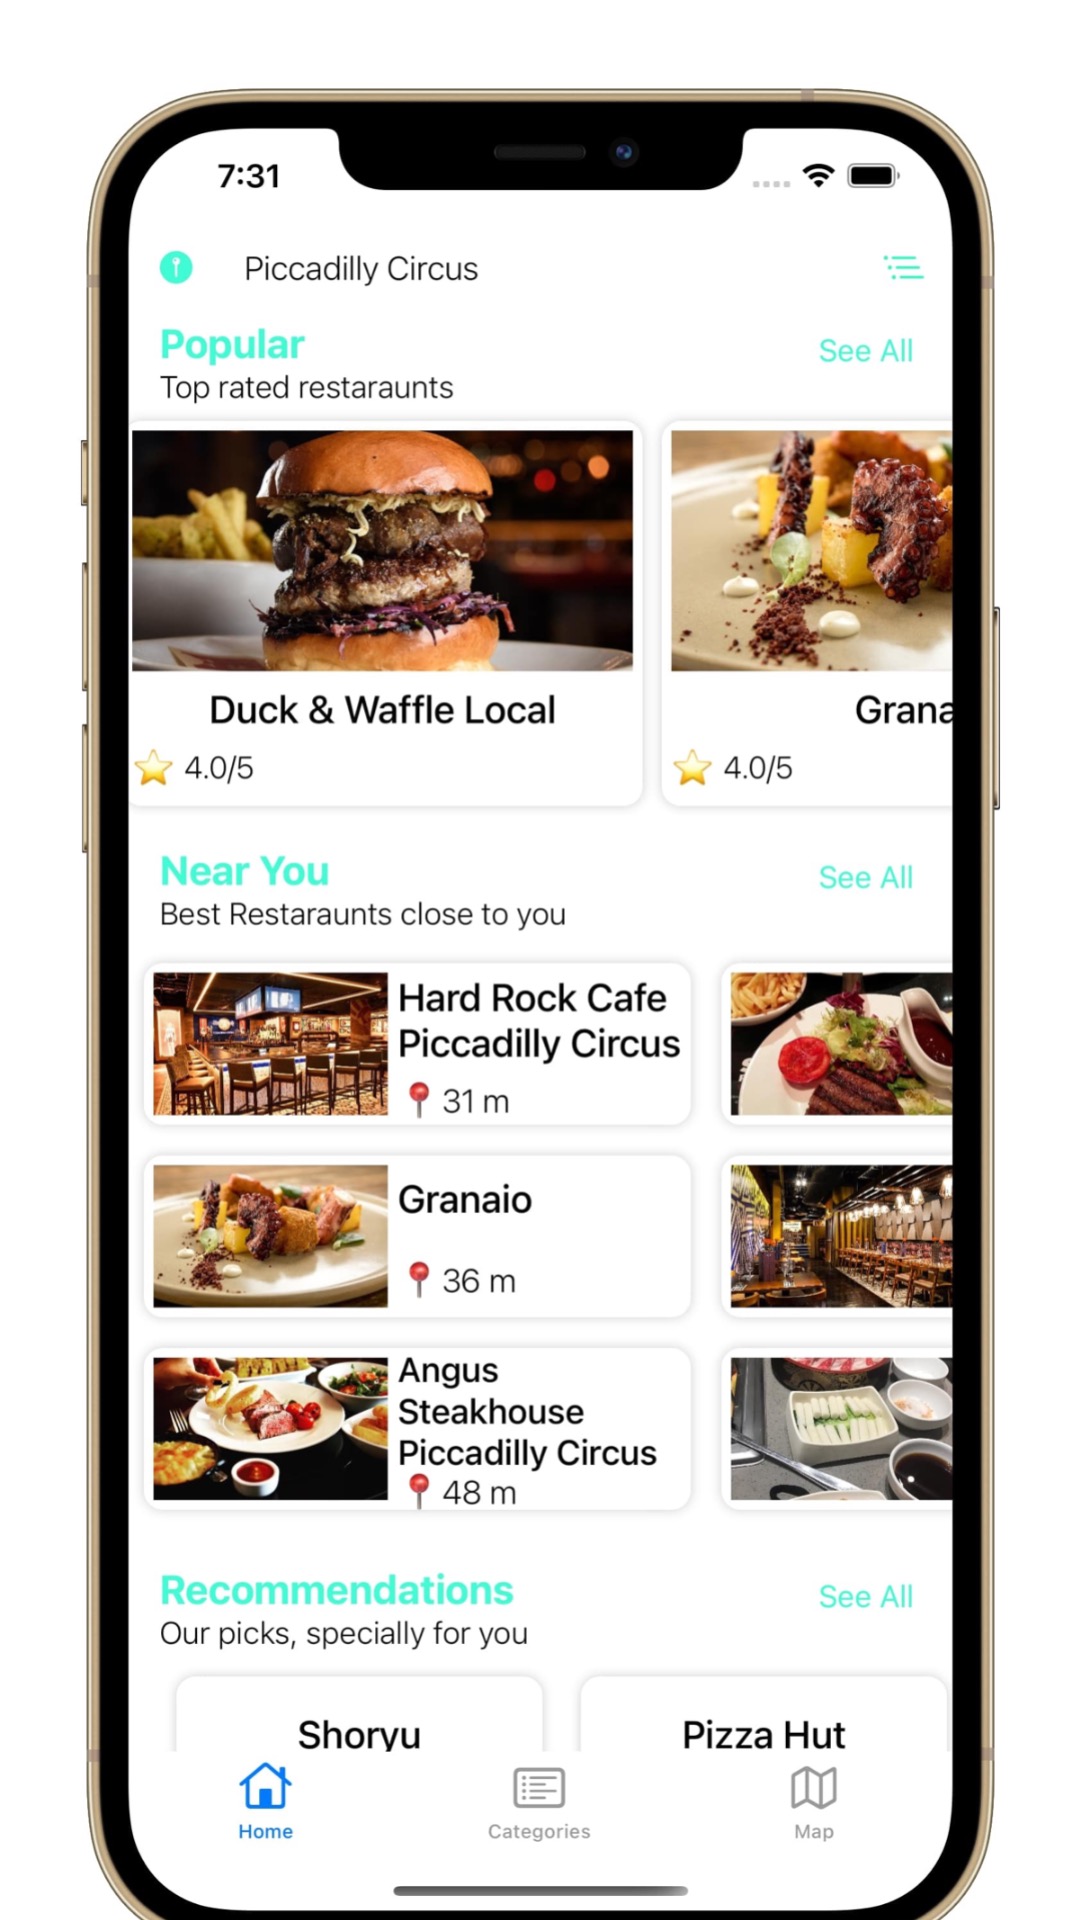 7:31
Piccadilly Circus
Popular
See All
Top rated restaraunts
Duck & Waffle Local
Grana
4.0/5
4.0/5
Near You
See All
Best Restaraunts close to you
Hard Rock Cafe
Piccadilly Circus
31 m
Granaio
36 m
Angus
Steakhouse
Piccadilly Circus
48 m
Recommendations
See All
Our picks, specially for you
Shoryu
Pizza Hut
Home
Categories
Map